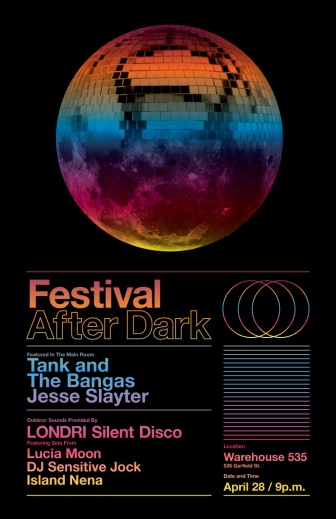 Festival
After Dark
Featured In The Main Room
Tank and
The Bangas
Jesse Slayter
Outdoor Sounds Provided By
LONDRI Silent Disco
Featuring Sets From
Lucia Moon
DJ Sensitive Jock
Island Nena
Location
Warehouse 535
535 Garfield St.
Date and Time
April 28 / 9p.m.